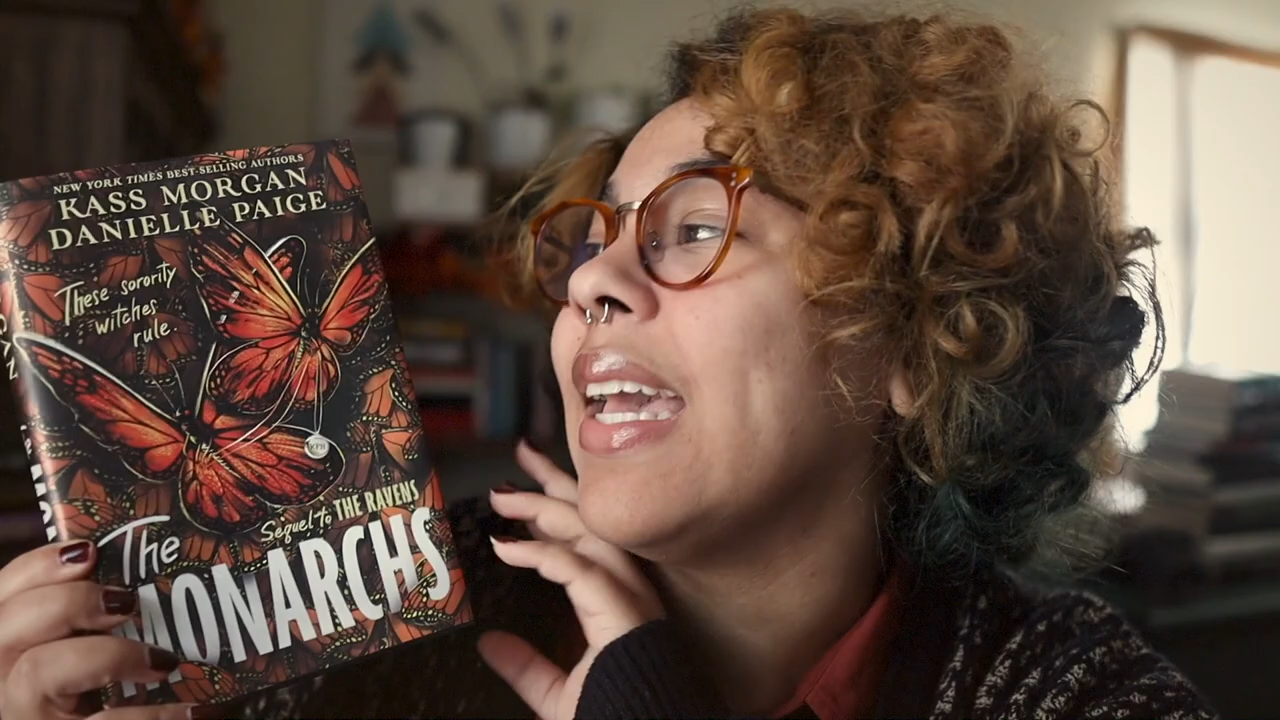 NEW YORK TIMES BEST-SELLING AUTHORS
KASS MORGAN
DANIELLE PAIGE
These sorority
witches
rule.
KPH
Sequel to THE RAVENS
The
MONARCHS